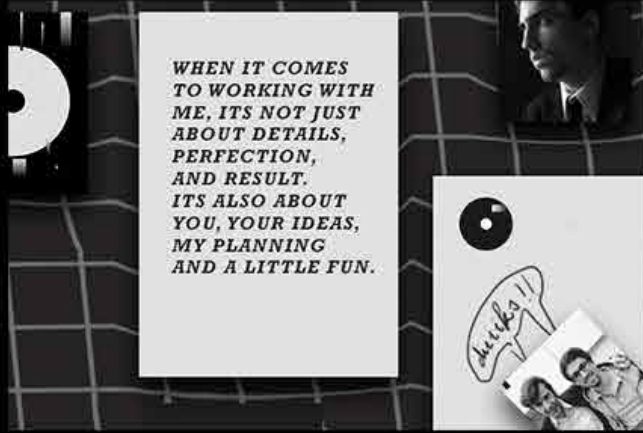 WHEN IT COMES
TO WORKING WITH
ME, ITS NOT JUST
ABOUT DETAILS,
PERFECTION,
AND RESULT.
ITS ALSO ABOUT
YOU, YOUR IDEAS,
MY PLANNING
AND A LITTLE FUN.